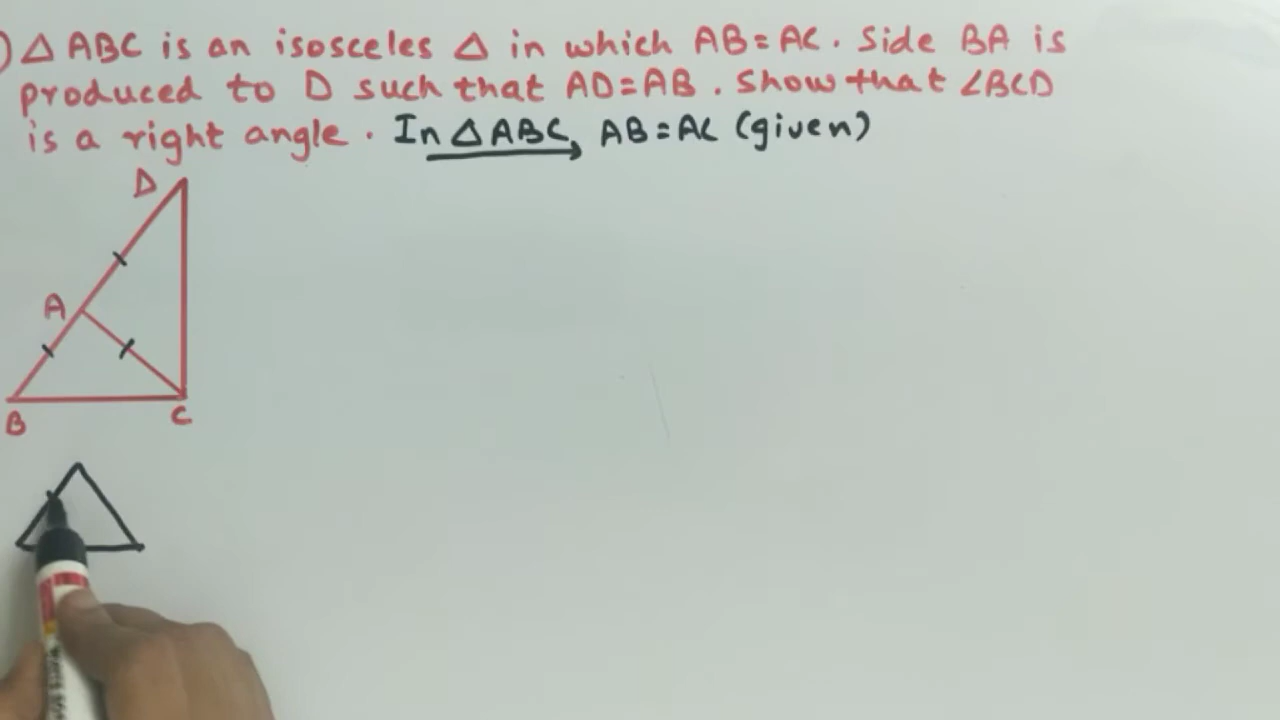 ) △ ABC is an isosceles △ in which AB = AC. Side BA is
produced to D such that AD = AB. Show that ∠BCD
is a right angle. In △ABC, AB = AC (given)
D
A
B C